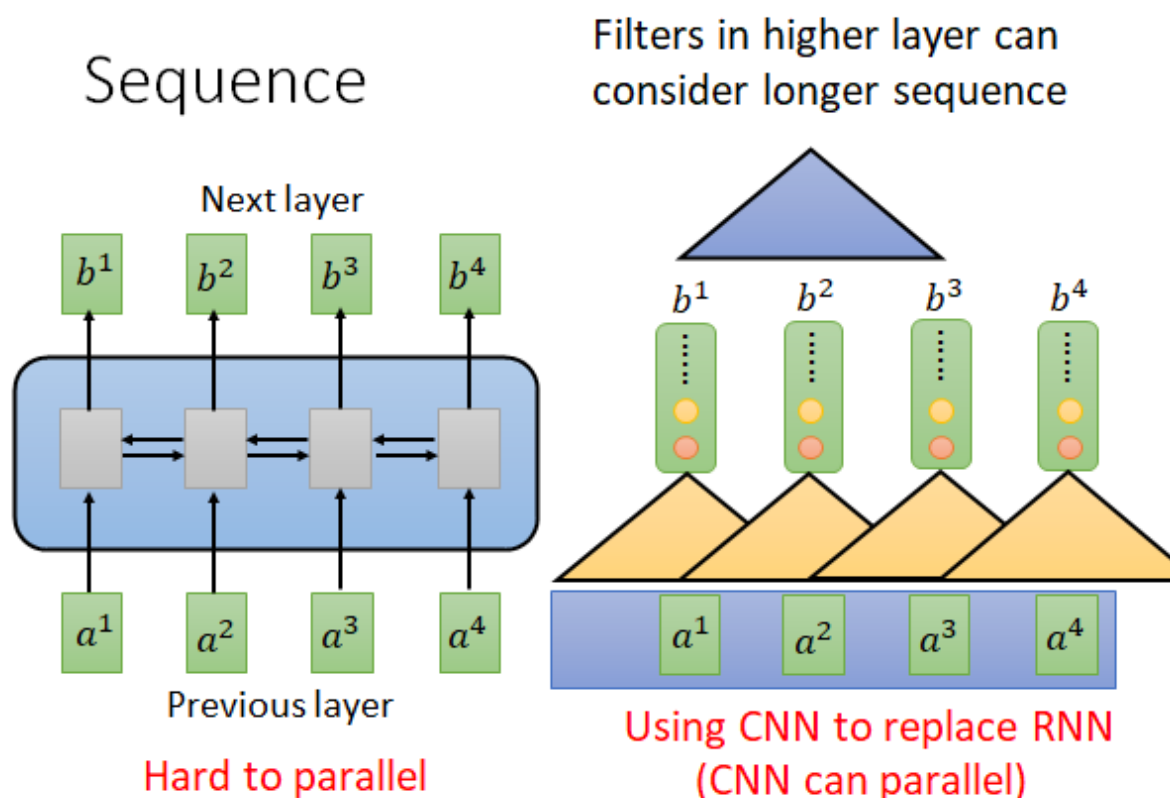 Sequence
Next layer
b¹ b² b³ b⁴
a¹ a² a³ a⁴
Previous layer
Hard to parallel
Filters in higher layer can
consider longer sequence
b¹ b² b³ b⁴
a¹ a² a³ a⁴
Using CNN to replace RNN
(CNN can parallel)